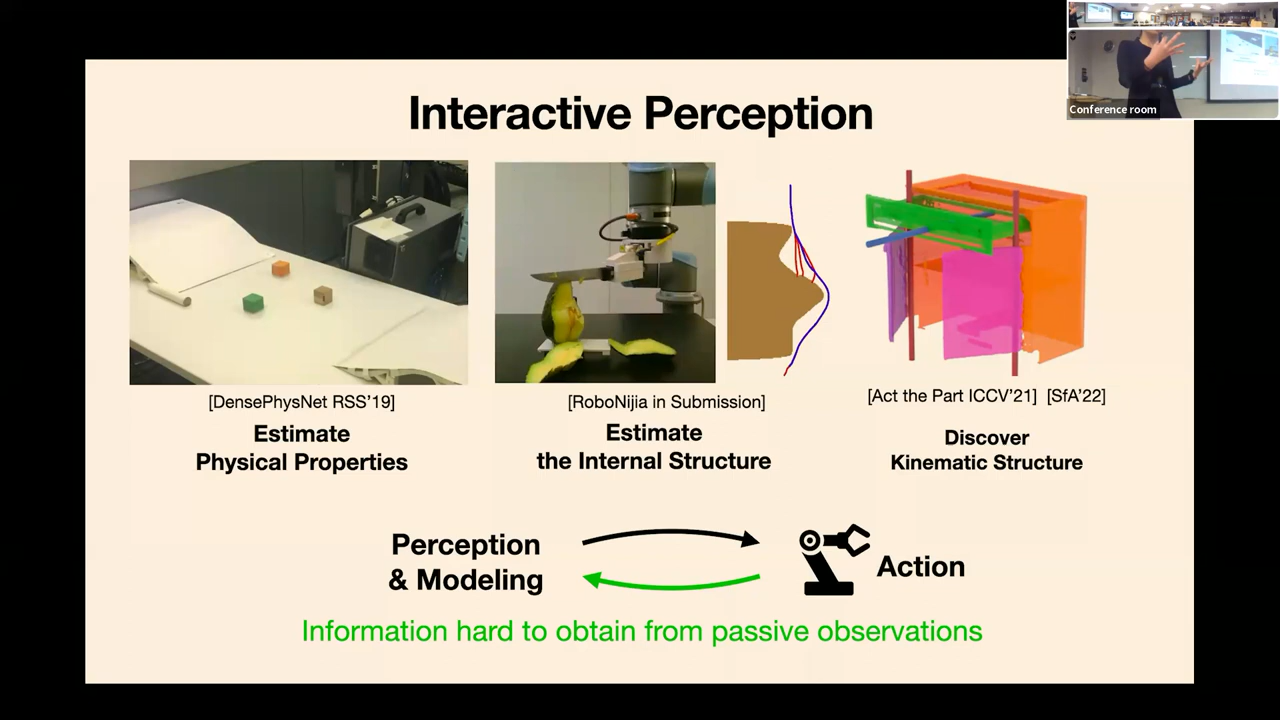 Interactive Perception
Conference room
[DensePhysNet RSS'19]
Estimate
Physical Properties
[RoboNijia in Submission]
Estimate
the Internal Structure
[Act the Part ICCV'21] [SfA'22]
Discover
Kinematic Structure
Perception
& Modeling
Action
Information hard to obtain from passive observations